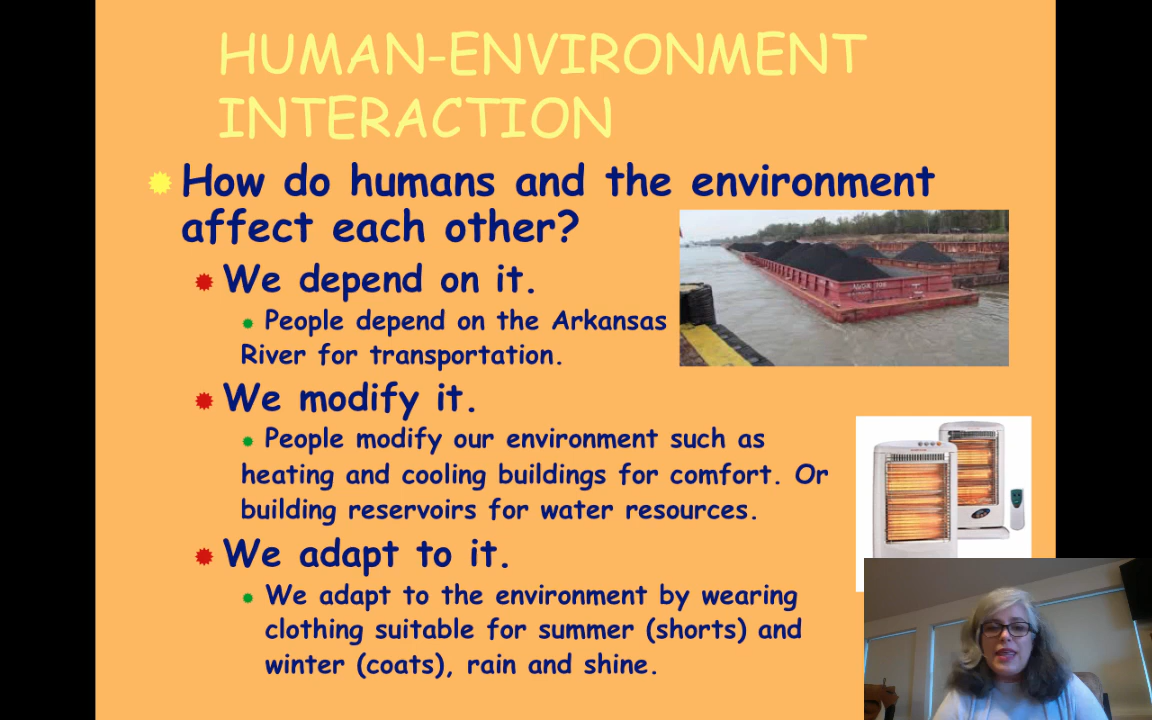 HUMAN-ENVIRONMENT
INTERACTION
How do humans and the environment
affect each other?
We depend on it.
People depend on the Arkansas
River for transportation.
We modify it.
People modify our environment such as
heating and cooling buildings for comfort. Or
building reservoirs for water resources.
We adapt to it.
We adapt to the environment by wearing
clothing suitable for summer (shorts) and
winter (coats), rain and shine.